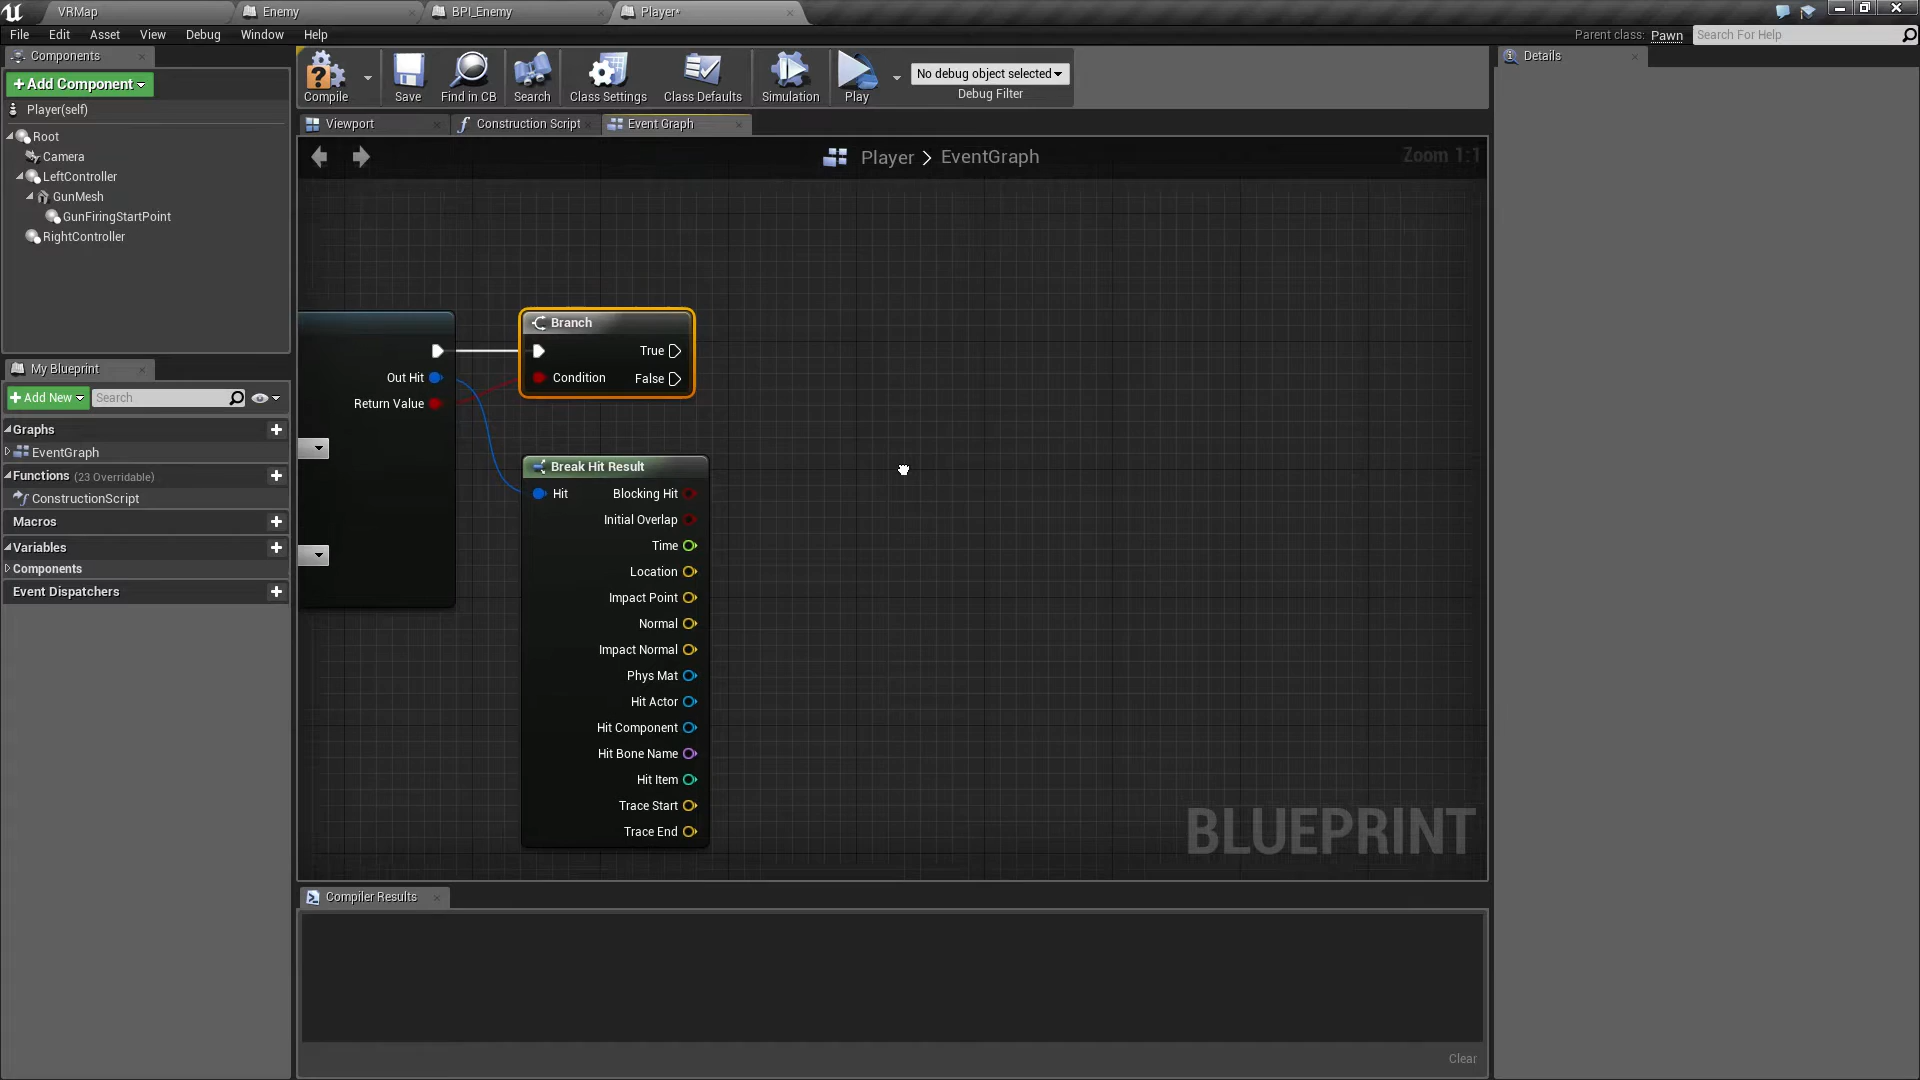 VRMap
Enemy
BPI_Enemy
Player*
File Edit Asset View Debug Window Help
Parent class: Pawn
Search For Help
Components
+Add Component
Player(self)
Root
Camera
LeftController
GunMesh
GunFiringStartPoint
RightController
My Blueprint
+Add New
Search
Graphs
EventGraph
Functions (23 Overridable)
ConstructionScript
Macros
Variables
Components
Event Dispatchers
Compile
Save
Find in CB
Search
Class Settings
Class Defaults
Simulation
Play
No debug object selected
Debug Filter
Viewport
Construction Script
Event Graph
Player > EventGraph
Zoom 1:1
Out Hit
Return Value
Branch
True
Condition
False
Break Hit Result
Hit
Blocking Hit
Initial Overlap
Time
Location
Impact Point
Normal
Impact Normal
Phys Mat
Hit Actor
Hit Component
Hit Bone Name
Hit Item
Trace Start
Trace End
BLUEPRINT
Compiler Results
Clear
Details